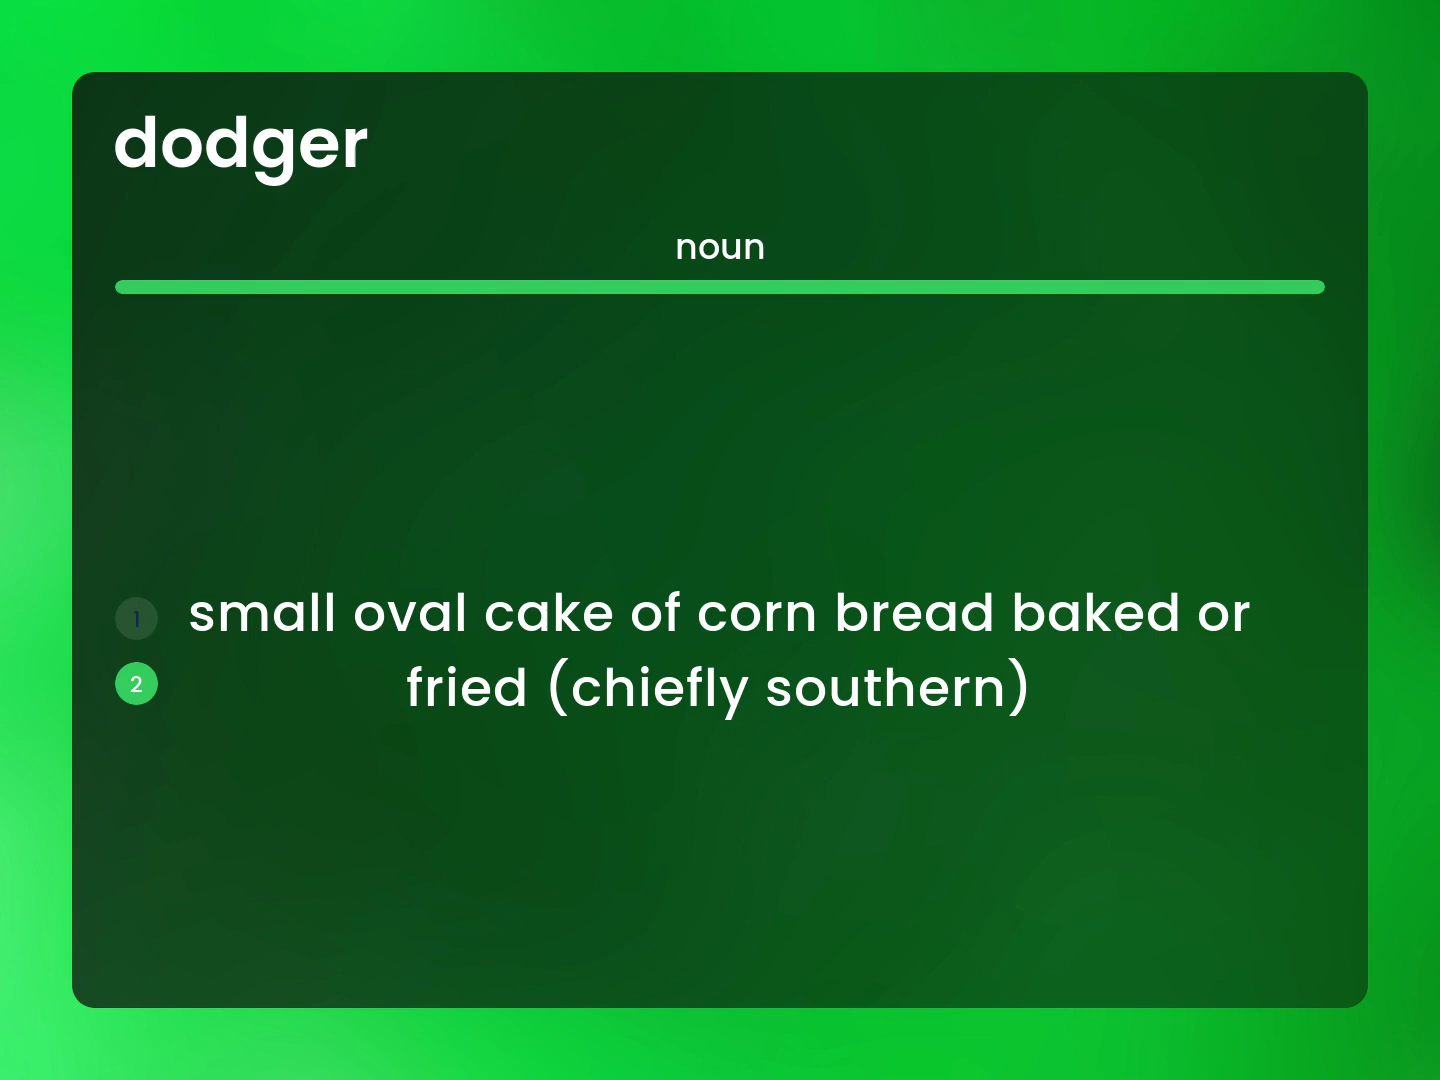 dodger
noun
1
small oval cake of corn bread baked or
2
fried (chiefly southern)